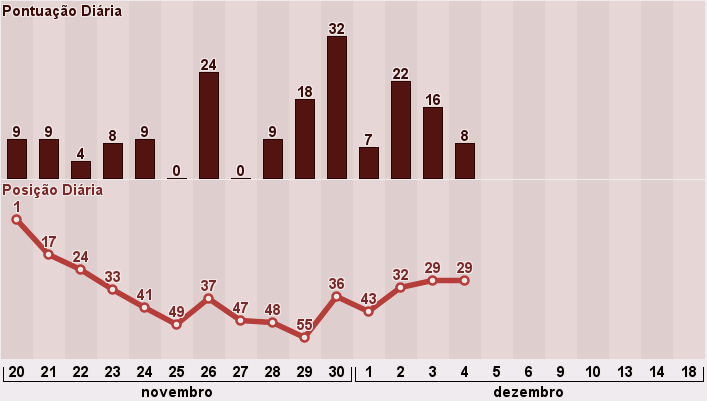 Pontuação Diária
9 9 4 8 9 0 24 0 9 18 32 7 22 16 8
Posição Diária
1 17 24 33 41 49 37 47 48 55 36 43 32 29 29
20 21 22 23 24 25 26 27 28 29 30 1 2 3 4 5 6 9 10 13 14 18
novembro dezembro